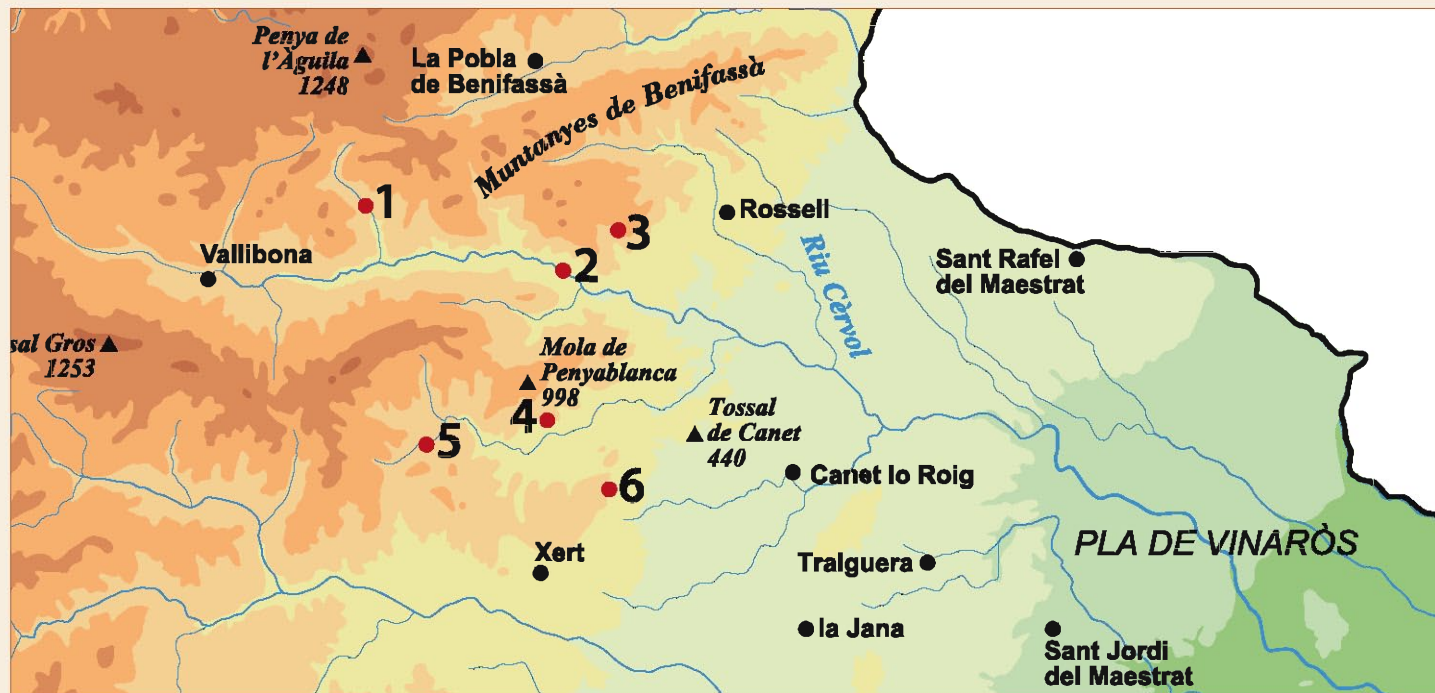 Penya de
l'Àguila
1248
La Pobla
de Benifassà
Muntanyes de Benifassà
1
3
Rossell
Vallibona
2
Riu Cèrvol
Sant Rafel
del Maestrat
sal Gros
1253
Mola de
Penyablanca
998
4
Tossal
de Canet
440
5
6
Canet lo Roig
Xert
Traiguera
PLA DE VINARÒS
la Jana
Sant Jordi
del Maestrat